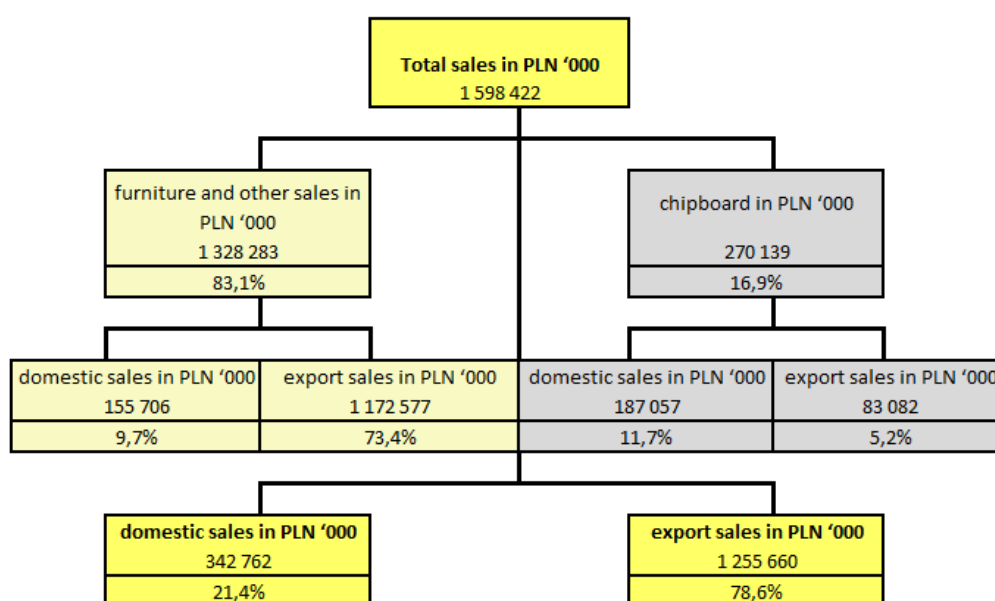 Total sales in PLN ‘000
1 598 422
furniture and other sales in
PLN ‘000
1 328 283
83,1%
chipboard in PLN ‘000
270 139
16,9%
domestic sales in PLN ‘000
155 706
9,7%
export sales in PLN ‘000
1 172 577
73,4%
domestic sales in PLN ‘000
187 057
11,7%
export sales in PLN ‘000
83 082
5,2%
domestic sales in PLN ‘000
342 762
21,4%
export sales in PLN ‘000
1 255 660
78,6%